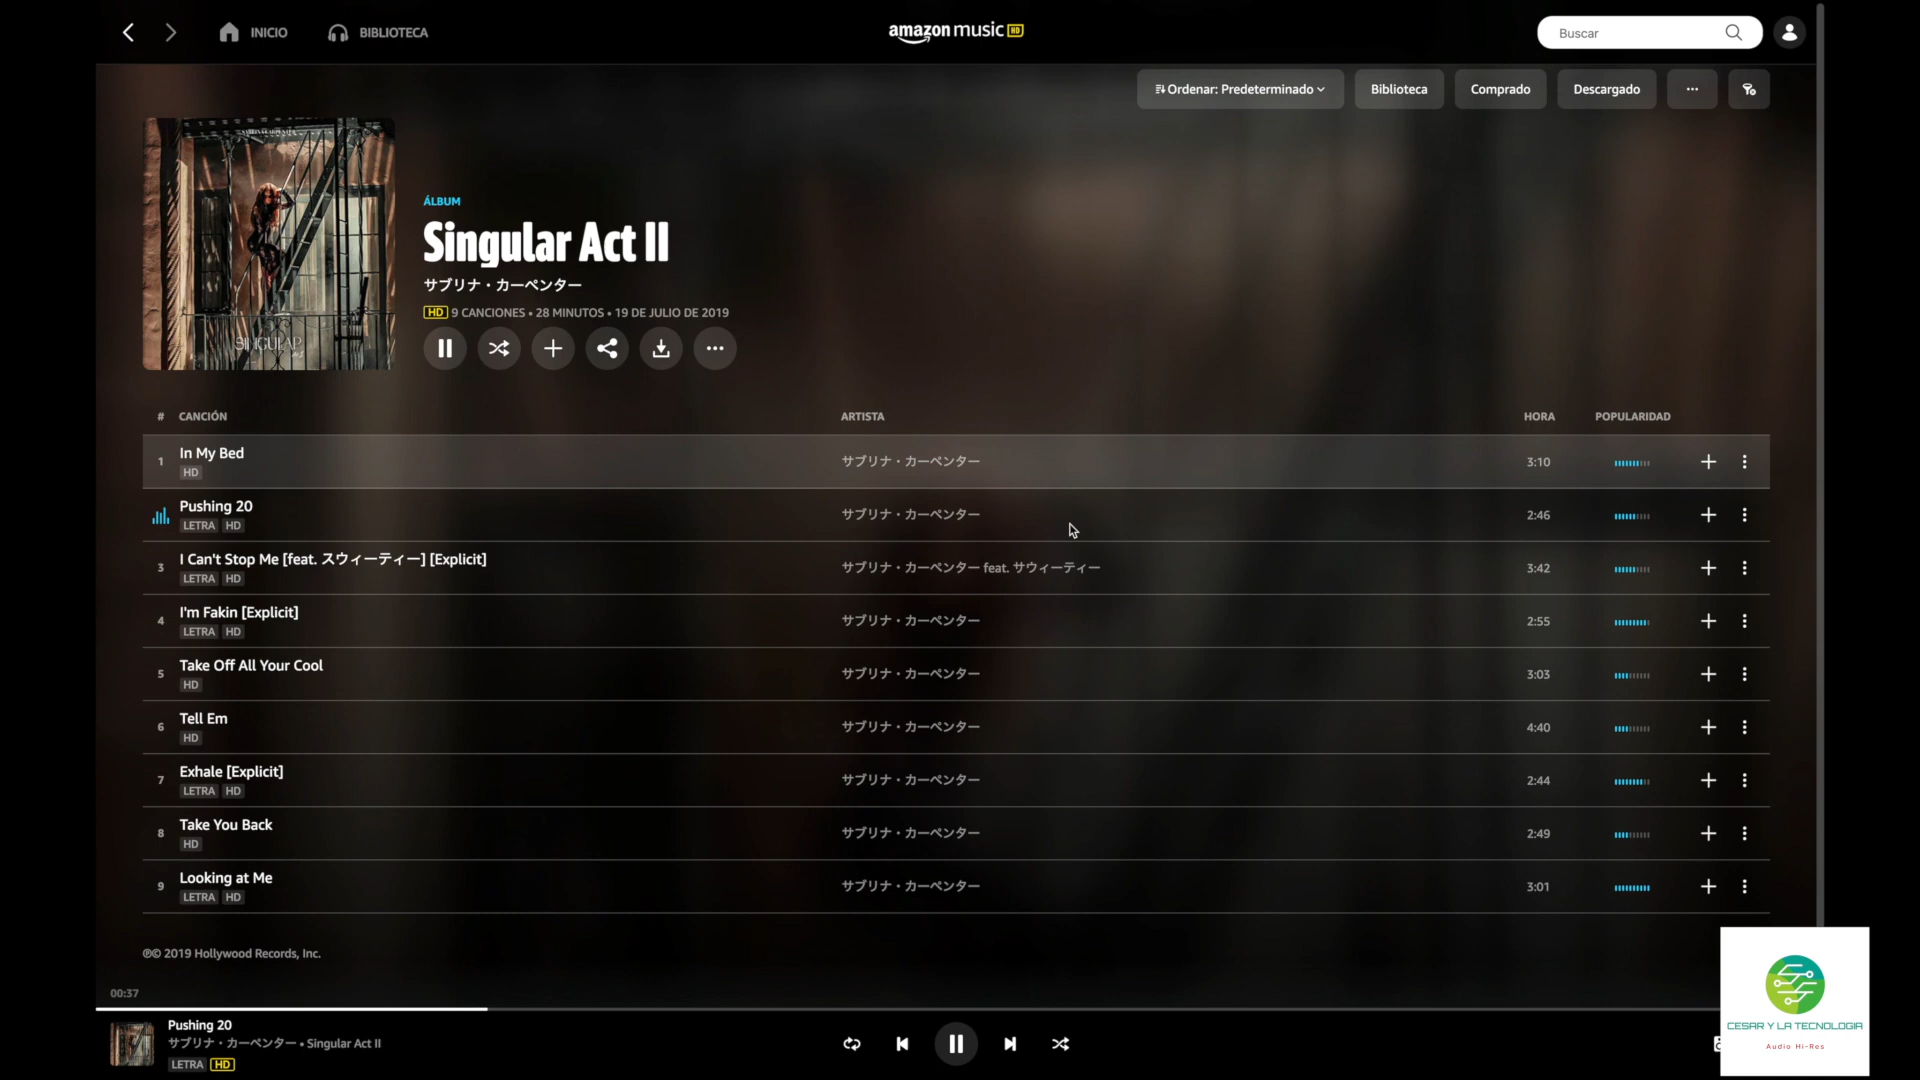 INICIO
BIBLIOTECA
amazon music HD
Buscar
Ordenar: Predeterminado
Biblioteca
Comprado
Descargado
SABRINA CARPENTER
SINGULAR
ÁLBUM
Singular Act II
サブリナ・カーペンター
HD 9 CANCIONES • 28 MINUTOS • 19 DE JULIO DE 2019
# CANCIÓN ARTISTA HORA POPULARIDAD
1 In My Bed サブリナ・カーペンター 3:10
HD
Pushing 20 サブリナ・カーペンター 2:46
LETRA HD
3 I Can't Stop Me [feat. スウィーティー] [Explicit] サブリナ・カーペンター feat. サウィーティー 3:42
LETRA HD
4 I'm Fakin [Explicit] サブリナ・カーペンター 2:55
LETRA HD
5 Take Off All Your Cool サブリナ・カーペンター 3:03
HD
6 Tell Em サブリナ・カーペンター 4:40
HD
7 Exhale [Explicit] サブリナ・カーペンター 2:44
LETRA HD
8 Take You Back サブリナ・カーペンター 2:49
HD
9 Looking at Me サブリナ・カーペンター 3:01
LETRA HD
℗© 2019 Hollywood Records, Inc.
00:37
Pushing 20
サブリナ・カーペンター • Singular Act II
LETRA HD
CESAR Y LA TECNOLOGIA
Audio Hi-Res